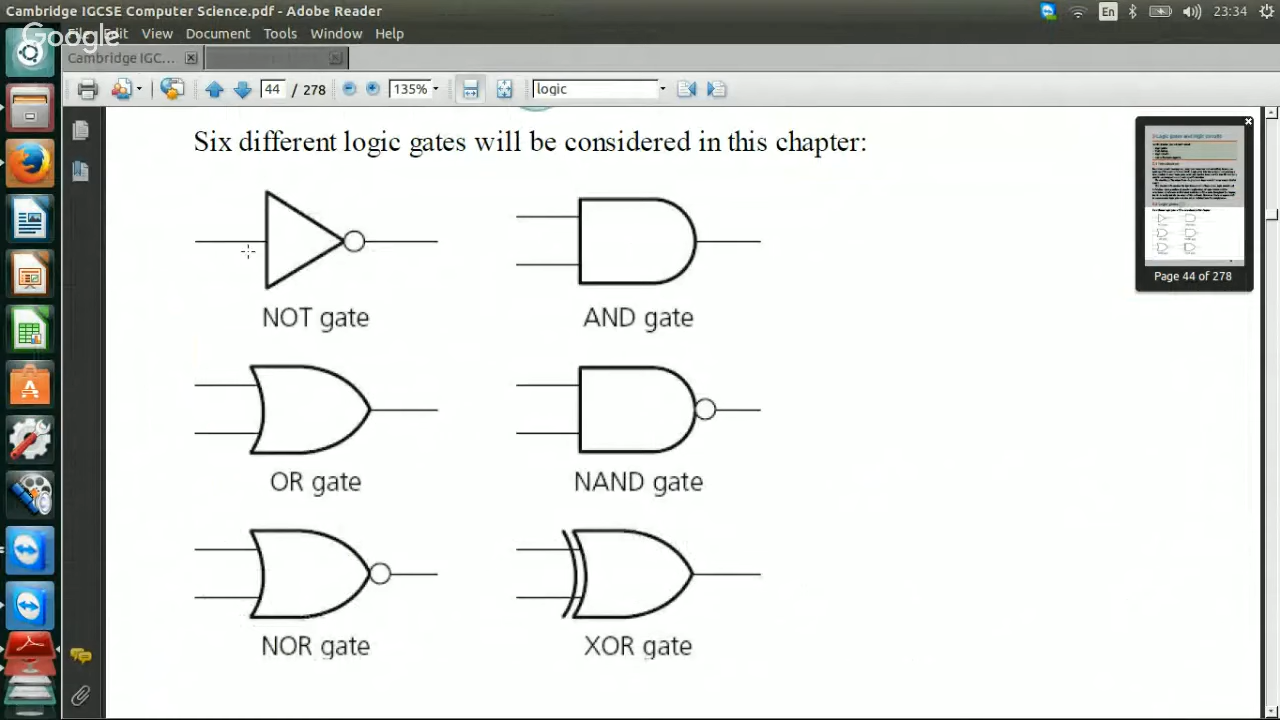 Cambridge IGCSE Computer Science.pdf - Adobe Reader
En
23:34
Google
File Edit View Document Tools Window Help
Cambridge IGC...
44 / 278
135%
logic
Six different logic gates will be considered in this chapter:
NOT gate
AND gate
OR gate
NAND gate
NOR gate
XOR gate
Page 44 of 278